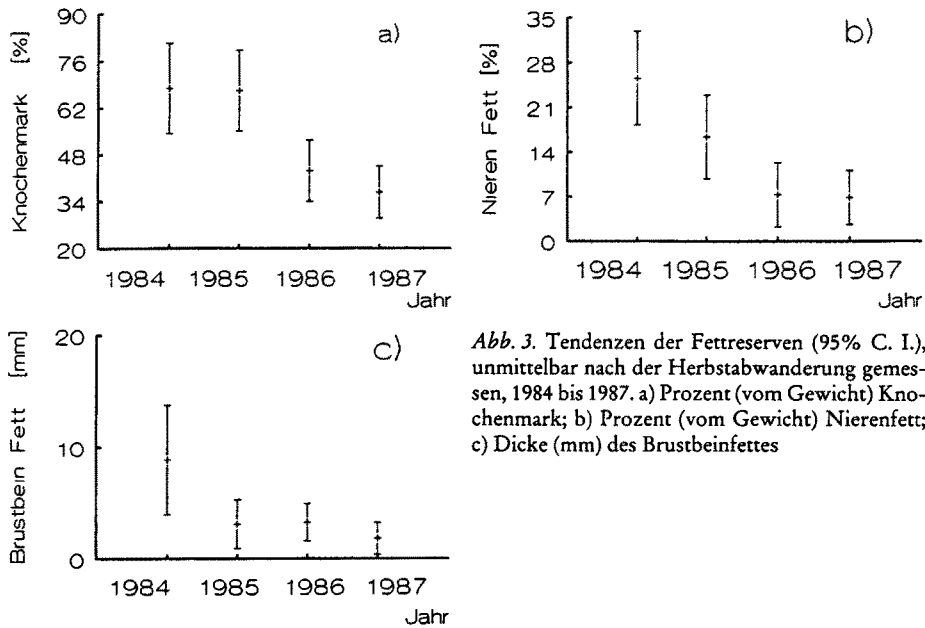 90
76
62
48
34
20
Knochenmark [%]
a)
1984 1985 1986 1987
Jahr
35
28
21
14
7
0
Nieren Fett [%]
b)
1984 1985 1986 1987
Jahr
20
10
0
Brustbein Fett [mm]
c)
1984 1985 1986 1987
Jahr
Abb. 3. Tendenzen der Fettreserven (95% C. I.),
unmittelbar nach der Herbstabwanderung gemes-
sen, 1984 bis 1987. a) Prozent (vom Gewicht) Kno-
chenmark; b) Prozent (vom Gewicht) Nierenfett;
c) Dicke (mm) des Brustbeinfettes